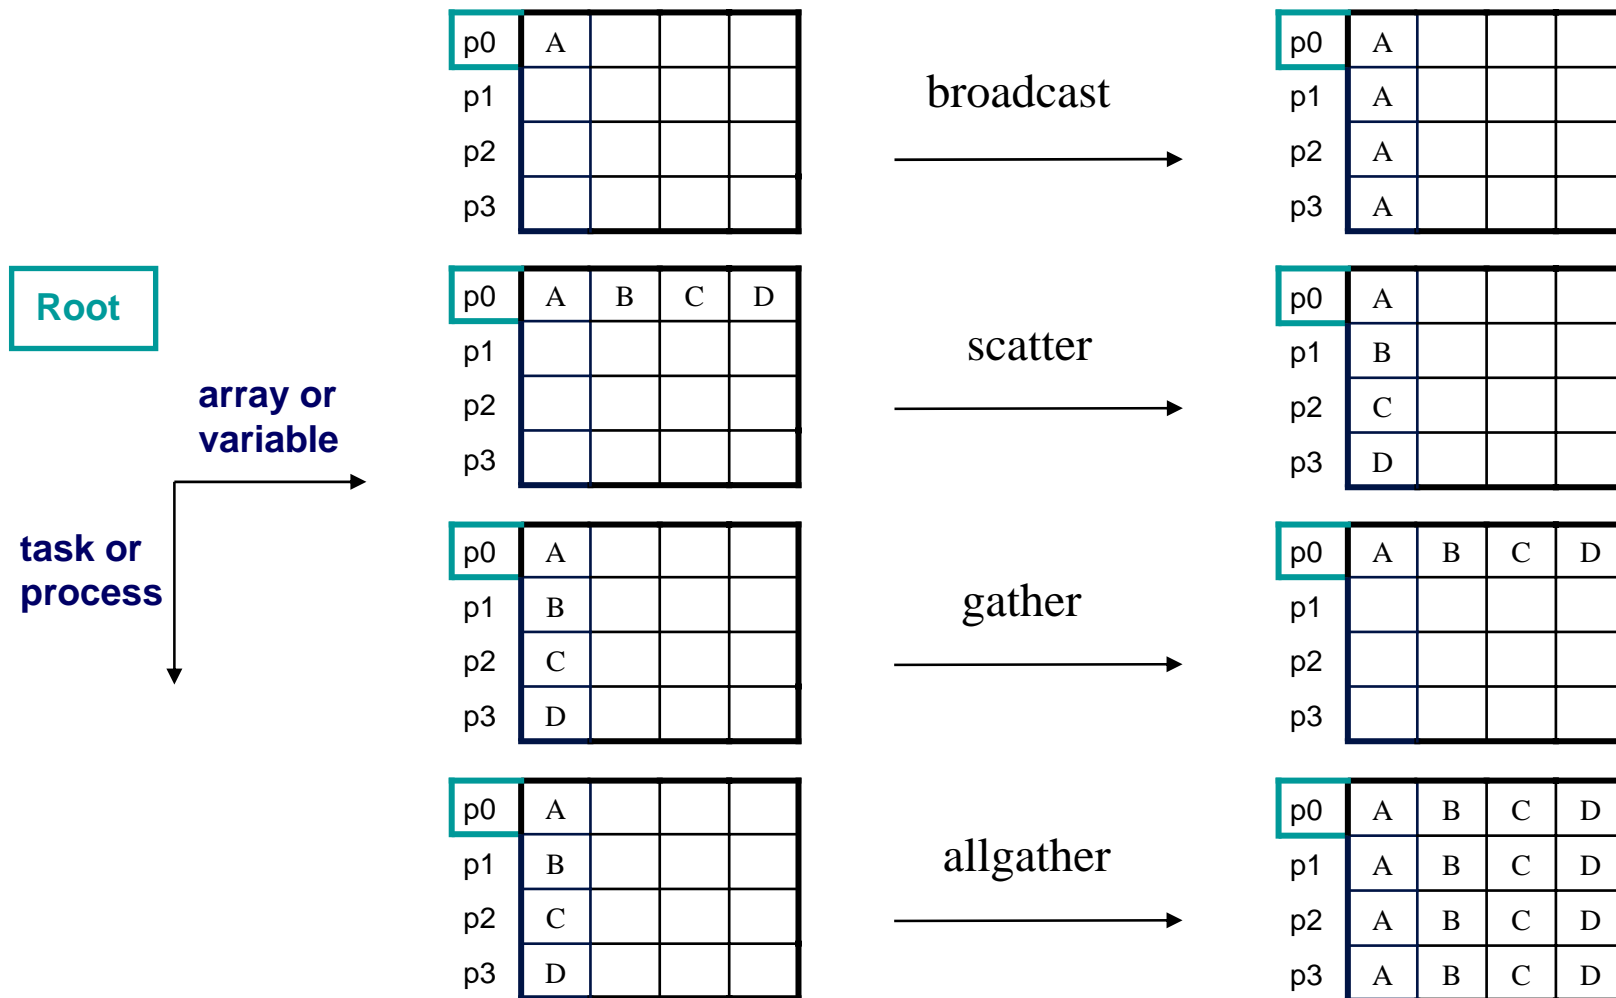 p0 A
p1
p2
p3
broadcast
p0 A
p1 A
p2 A
p3 A
Root
array or
variable
task or
process
p0 A B C D
p1
p2
p3
scatter
p0 A
p1 B
p2 C
p3 D
p0 A
p1 B
p2 C
p3 D
gather
p0 A B C D
p1
p2
p3
p0 A
p1 B
p2 C
p3 D
allgather
p0 A B C D
p1 A B C D
p2 A B C D
p3 A B C D